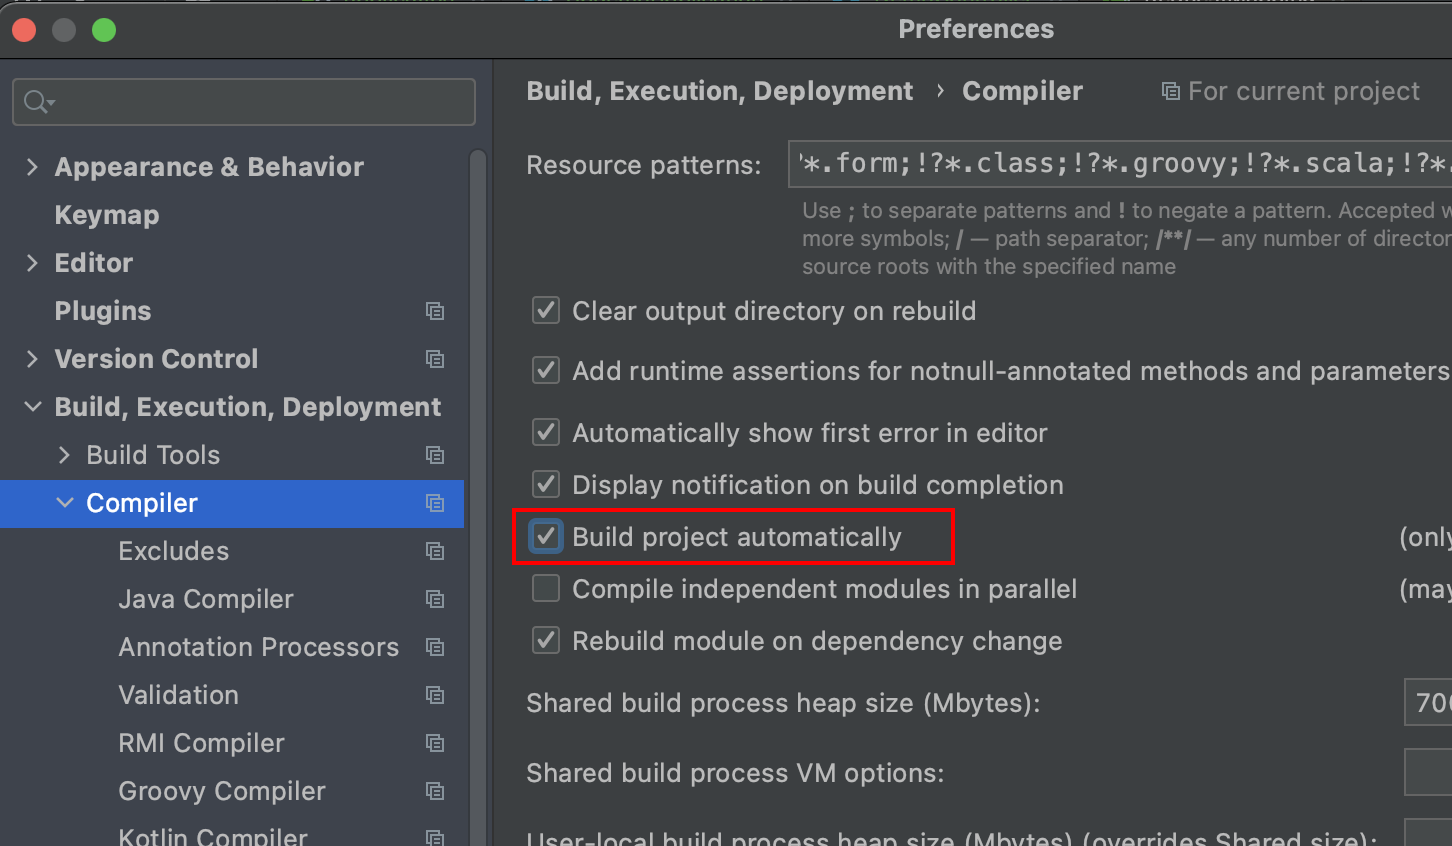 Preferences
Build, Execution, Deployment › Compiler
For current project
Appearance & Behavior
Keymap
Editor
Plugins
Version Control
Build, Execution, Deployment
Build Tools
Compiler
Excludes
Java Compiler
Annotation Processors
Validation
RMI Compiler
Groovy Compiler
Kotlin Compiler
Resource patterns: *.form;!?*.class;!?*.groovy;!?*.scala;!?*.
Use ; to separate patterns and ! to negate a pattern. Accepted
more symbols; / — path separator; /**/ — any number of
source roots with the specified name
Clear output directory on rebuild
Add runtime assertions for notnull-annotated methods and parameters
Automatically show first error in editor
Display notification on build completion
Build project automatically
Compile independent modules in parallel (may
Rebuild module on dependency change
Shared build process heap size (Mbytes): 700
Shared build process VM options:
User-local build process heap size (Mbytes) (overrides Shared size):